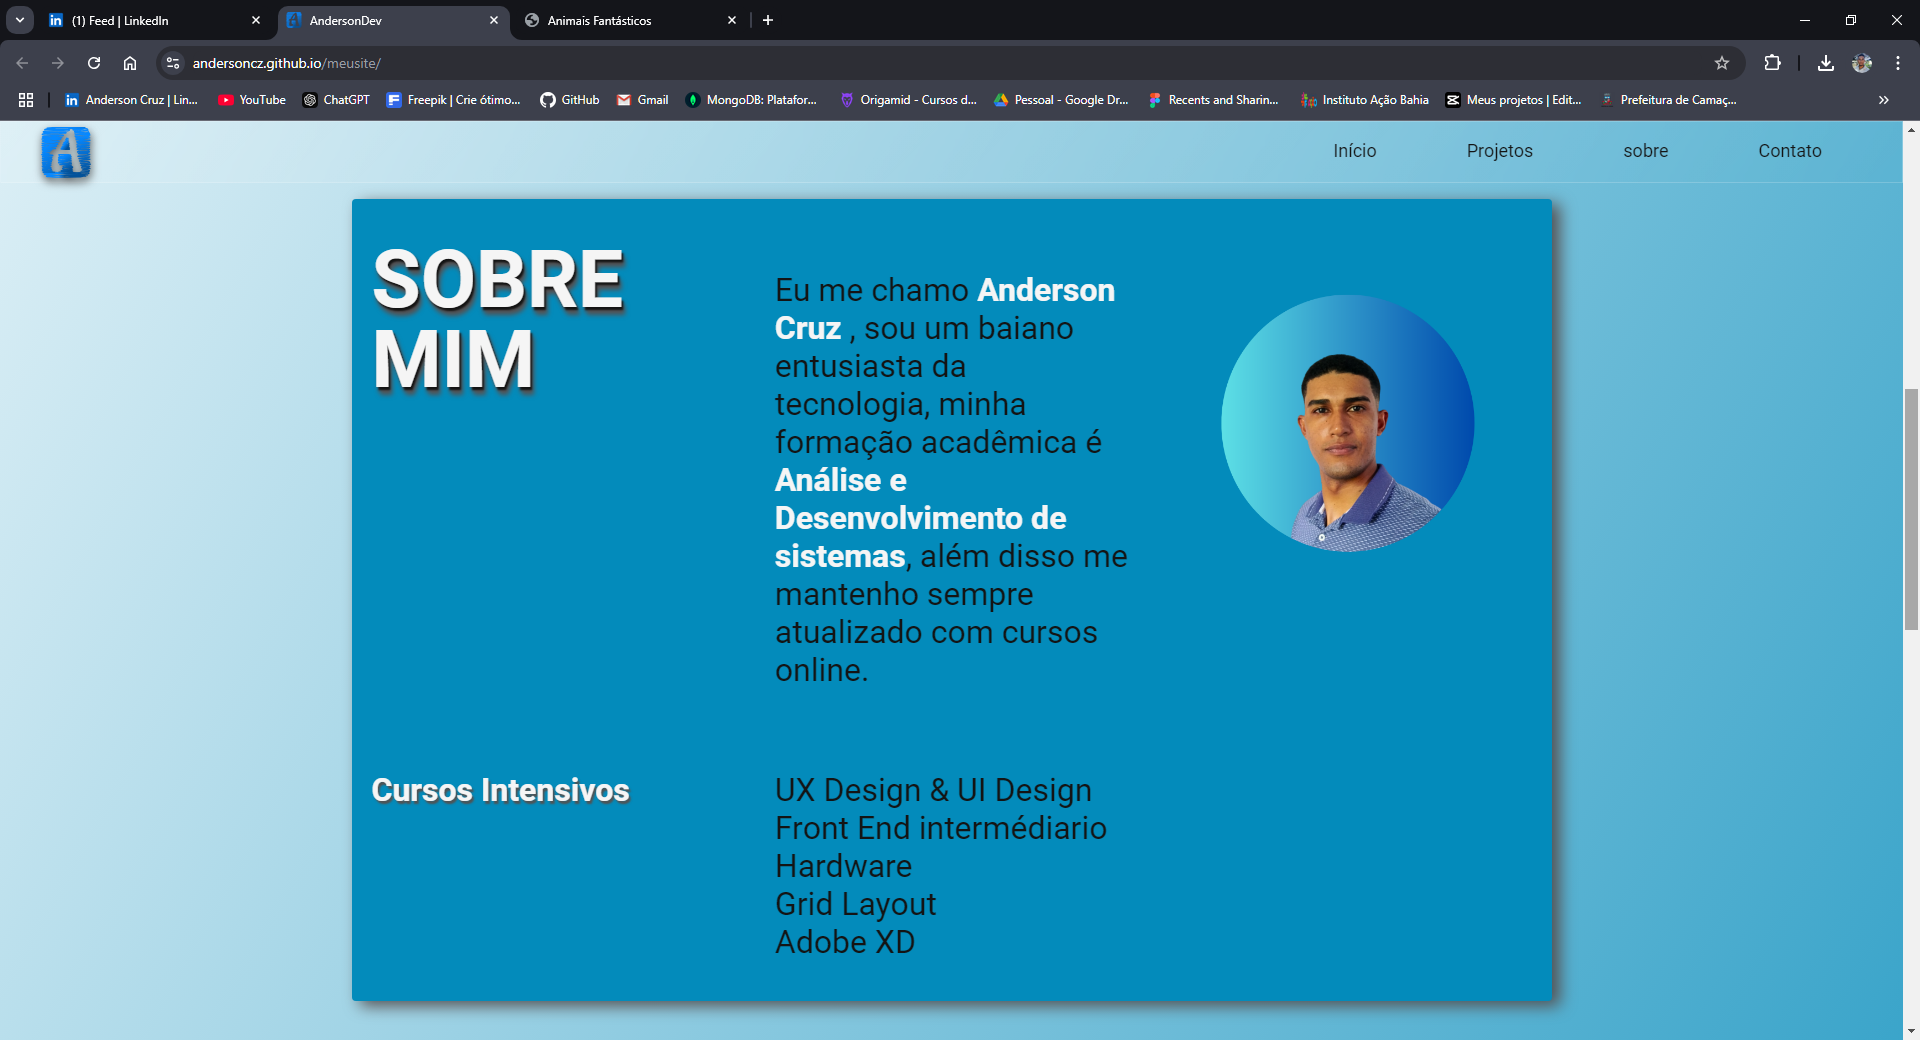 (1) Feed | LinkedIn
AndersonDev
Animais Fantásticos
andersoncz.github.io/meusite/
Anderson Cruz | Lin...
YouTube
ChatGPT
Freepik | Crie ótimo...
GitHub
Gmail
MongoDB: Platafor...
Origamid - Cursos d...
Pessoal - Google Dr...
Recents and Sharin...
Instituto Ação Bahia
Meus projetos | Edit...
Prefeitura de Camaç...
A
Início
Projetos
sobre
Contato
SOBRE
MIM
Eu me chamo Anderson
Cruz , sou um baiano
entusiasta da
tecnologia, minha
formação acadêmica é
Análise e
Desenvolvimento de
sistemas, além disso me
mantenho sempre
atualizado com cursos
online.
Cursos Intensivos
UX Design & UI Design
Front End intermédiario
Hardware
Grid Layout
Adobe XD